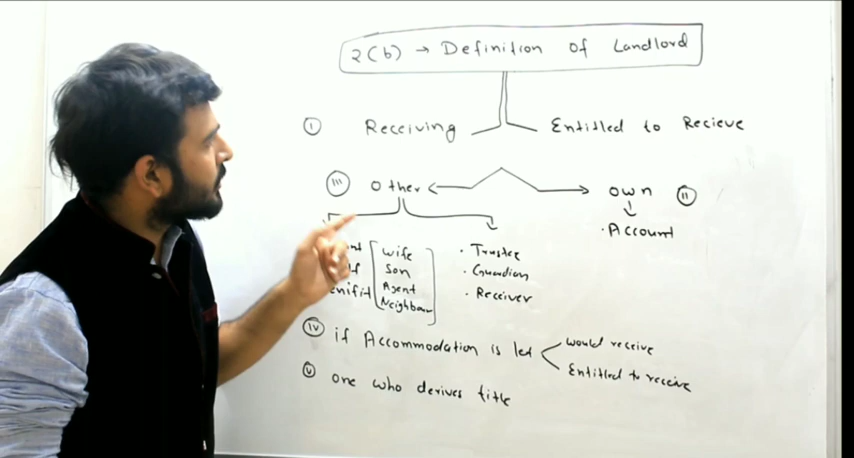 2(b) → Definition of Landlord
(i) Receiving Entitled to Recieve
(iii) Other own (ii)
.Account
wife
Son
Agent
Neighbour
. Trustee
. Guardian
. Receiver
(iv) if Accommodation is let
would receive
Entitled to receive
(v) one who derives title